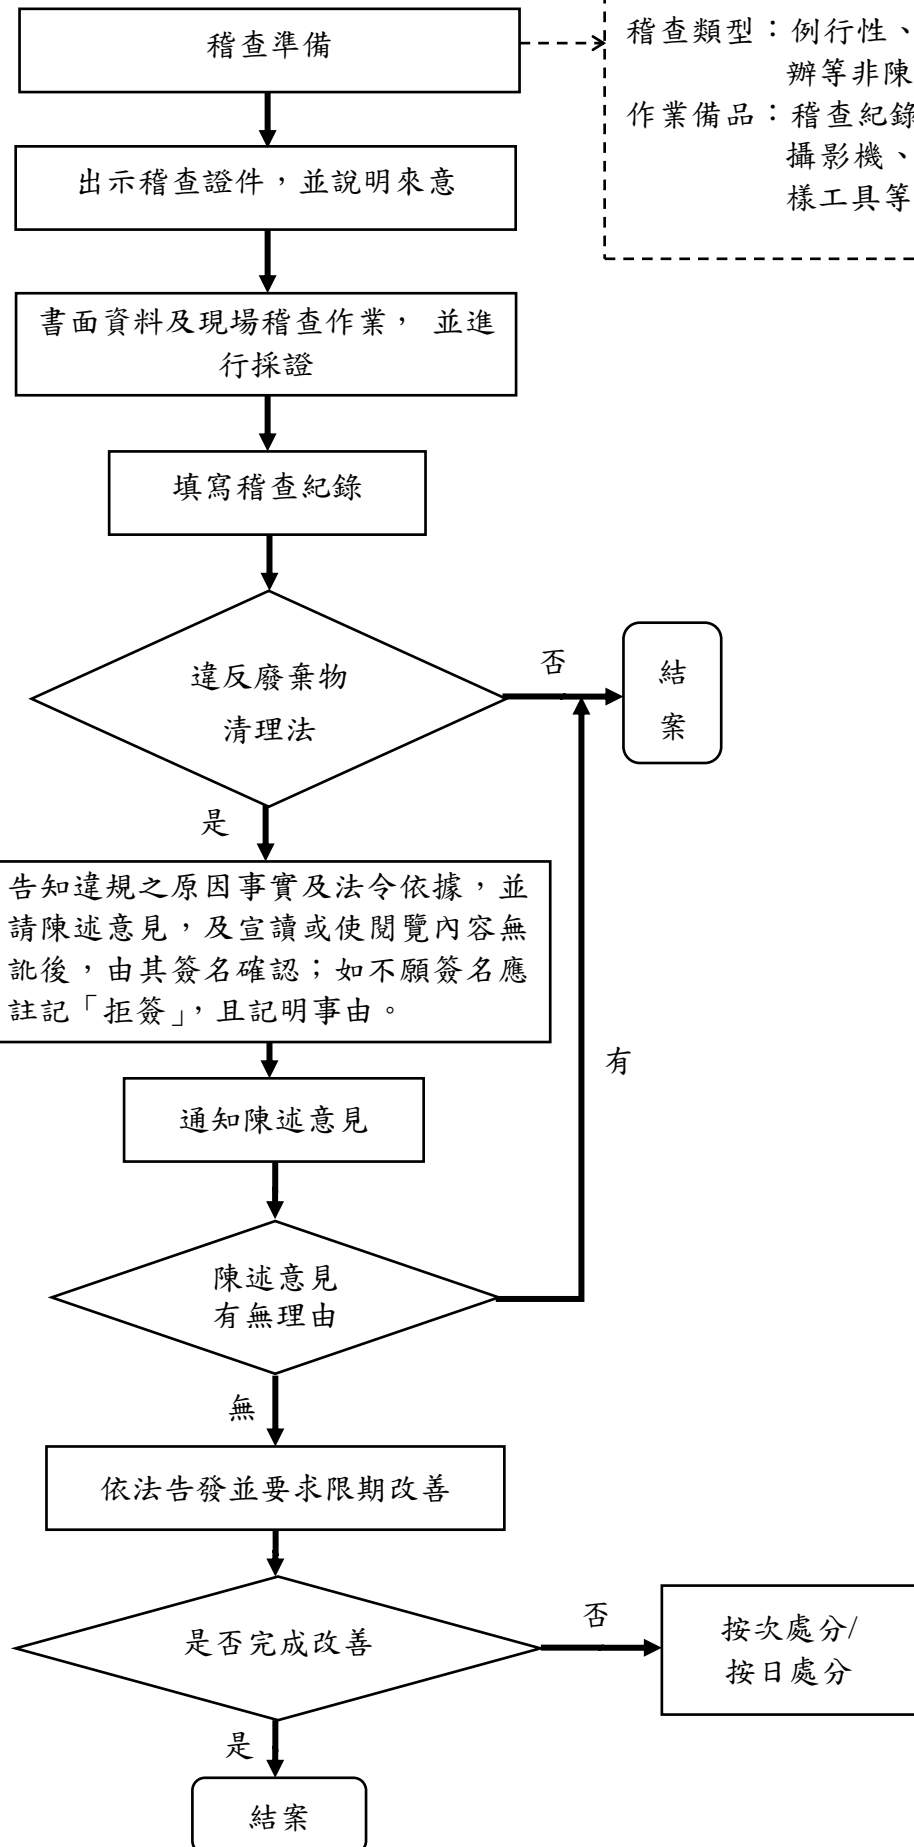 稽查準備
稽查類型：例行性、
辦等非陳
作業備品：稽查紀錄
攝影機、
樣工具等
出示稽查證件，並說明來意
書面資料及現場稽查作業， 並進
行採證
填寫稽查紀錄
違反廢棄物
清理法
否
結
案
是
告知違規之原因事實及法令依據，並
請陳述意見，及宣讀或使閱覽內容無
訛後，由其簽名確認；如不願簽名應
註記「拒簽」，且記明事由。
有
通知陳述意見
陳述意見
有無理由
無
依法告發並要求限期改善
是否完成改善
否
按次處分/
按日處分
是
結案